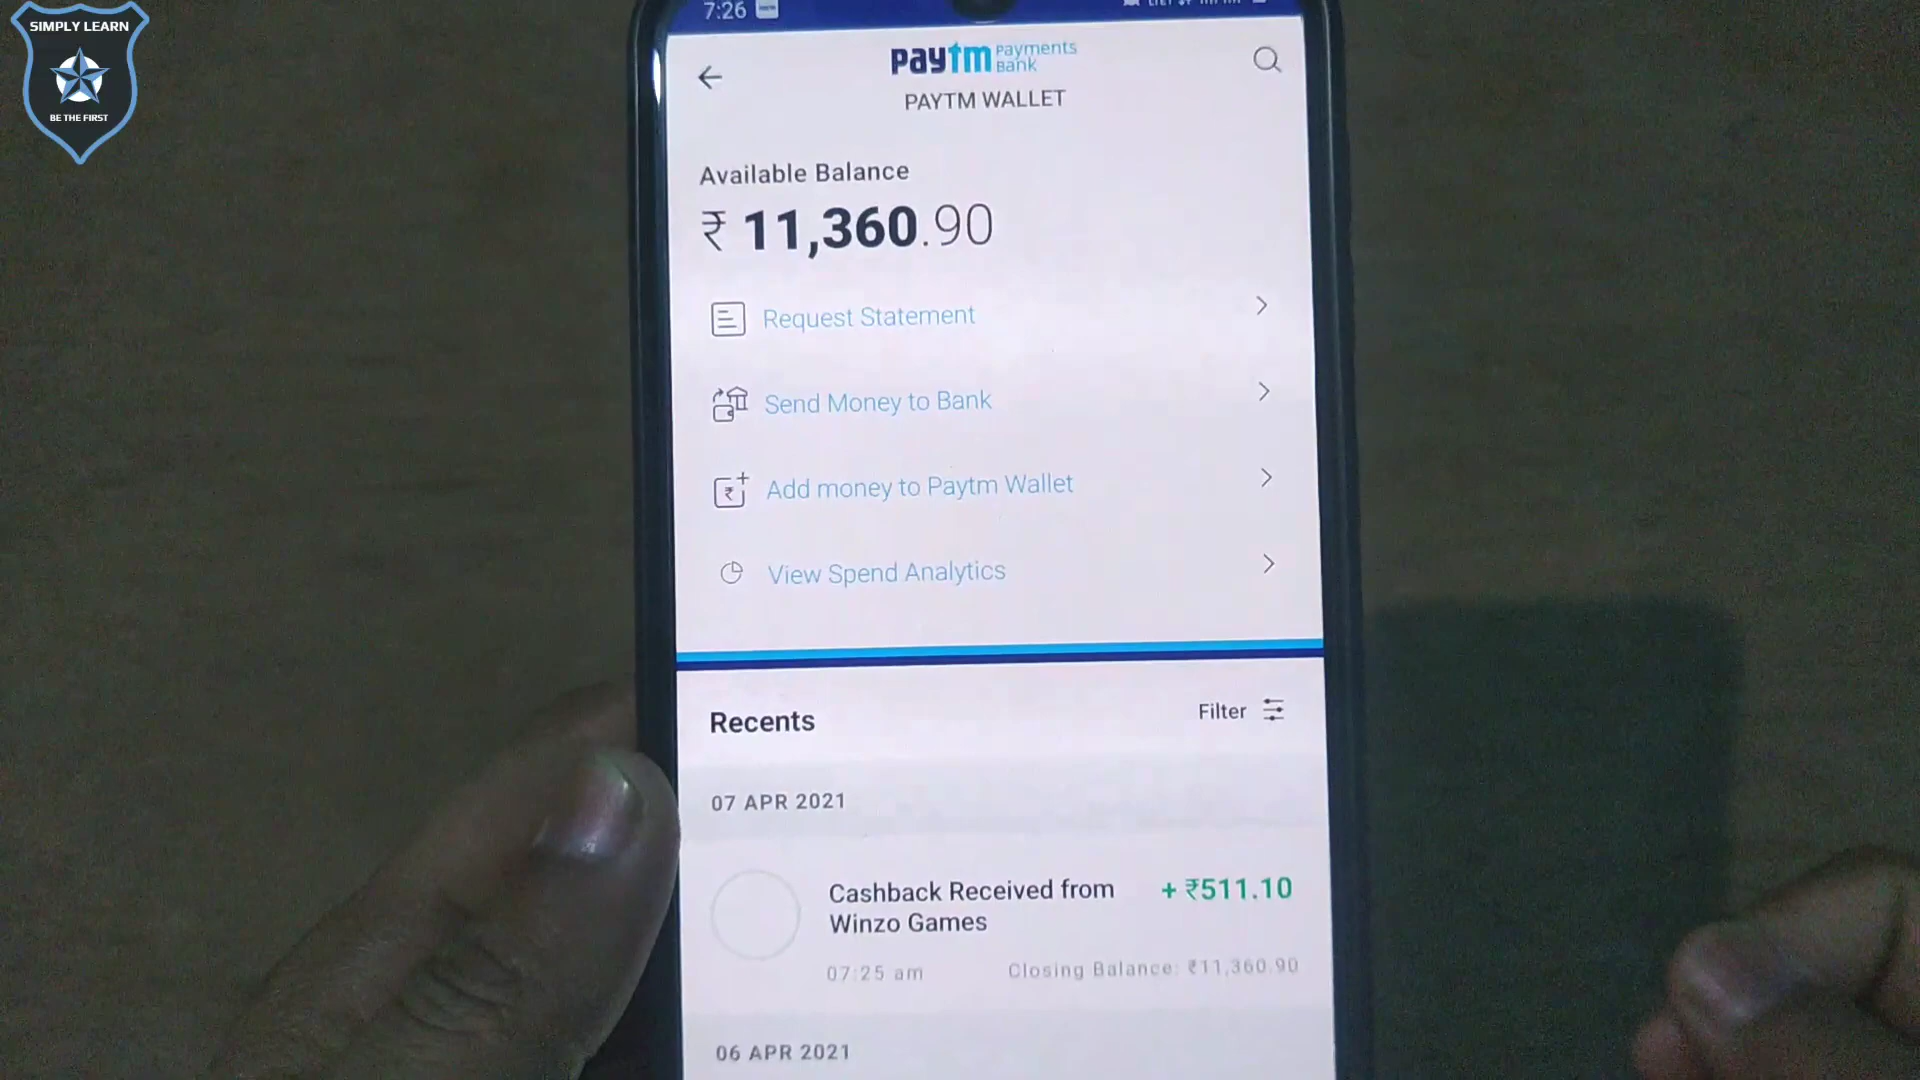 SIMPLY LEARN
BE THE FIRST
7:26
paytm Payments Bank
PAYTM WALLET
Available Balance
₹ 11,360.90
Request Statement
Send Money to Bank
Add money to Paytm Wallet
View Spend Analytics
Recents
Filter
07 APR 2021
Cashback Received from
+ ₹511.10
Winzo Games
07:25 am
Closing Balance: ₹11,360.90
06 APR 2021